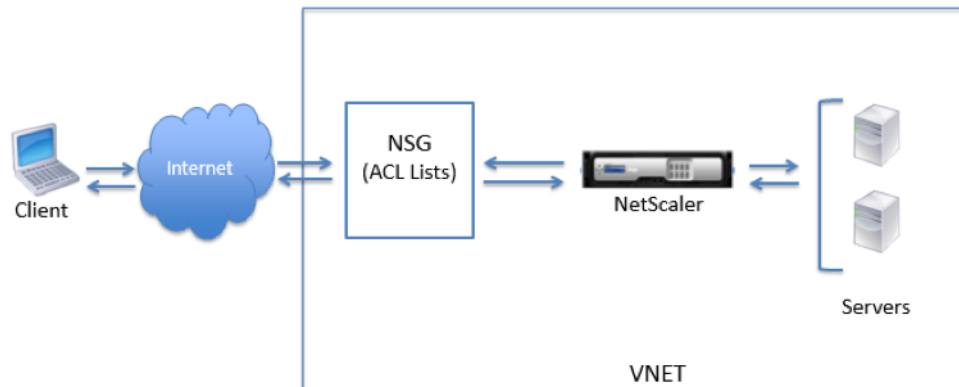 Client
Internet
NSG
(ACL Lists)
NetScaler
Servers
VNET